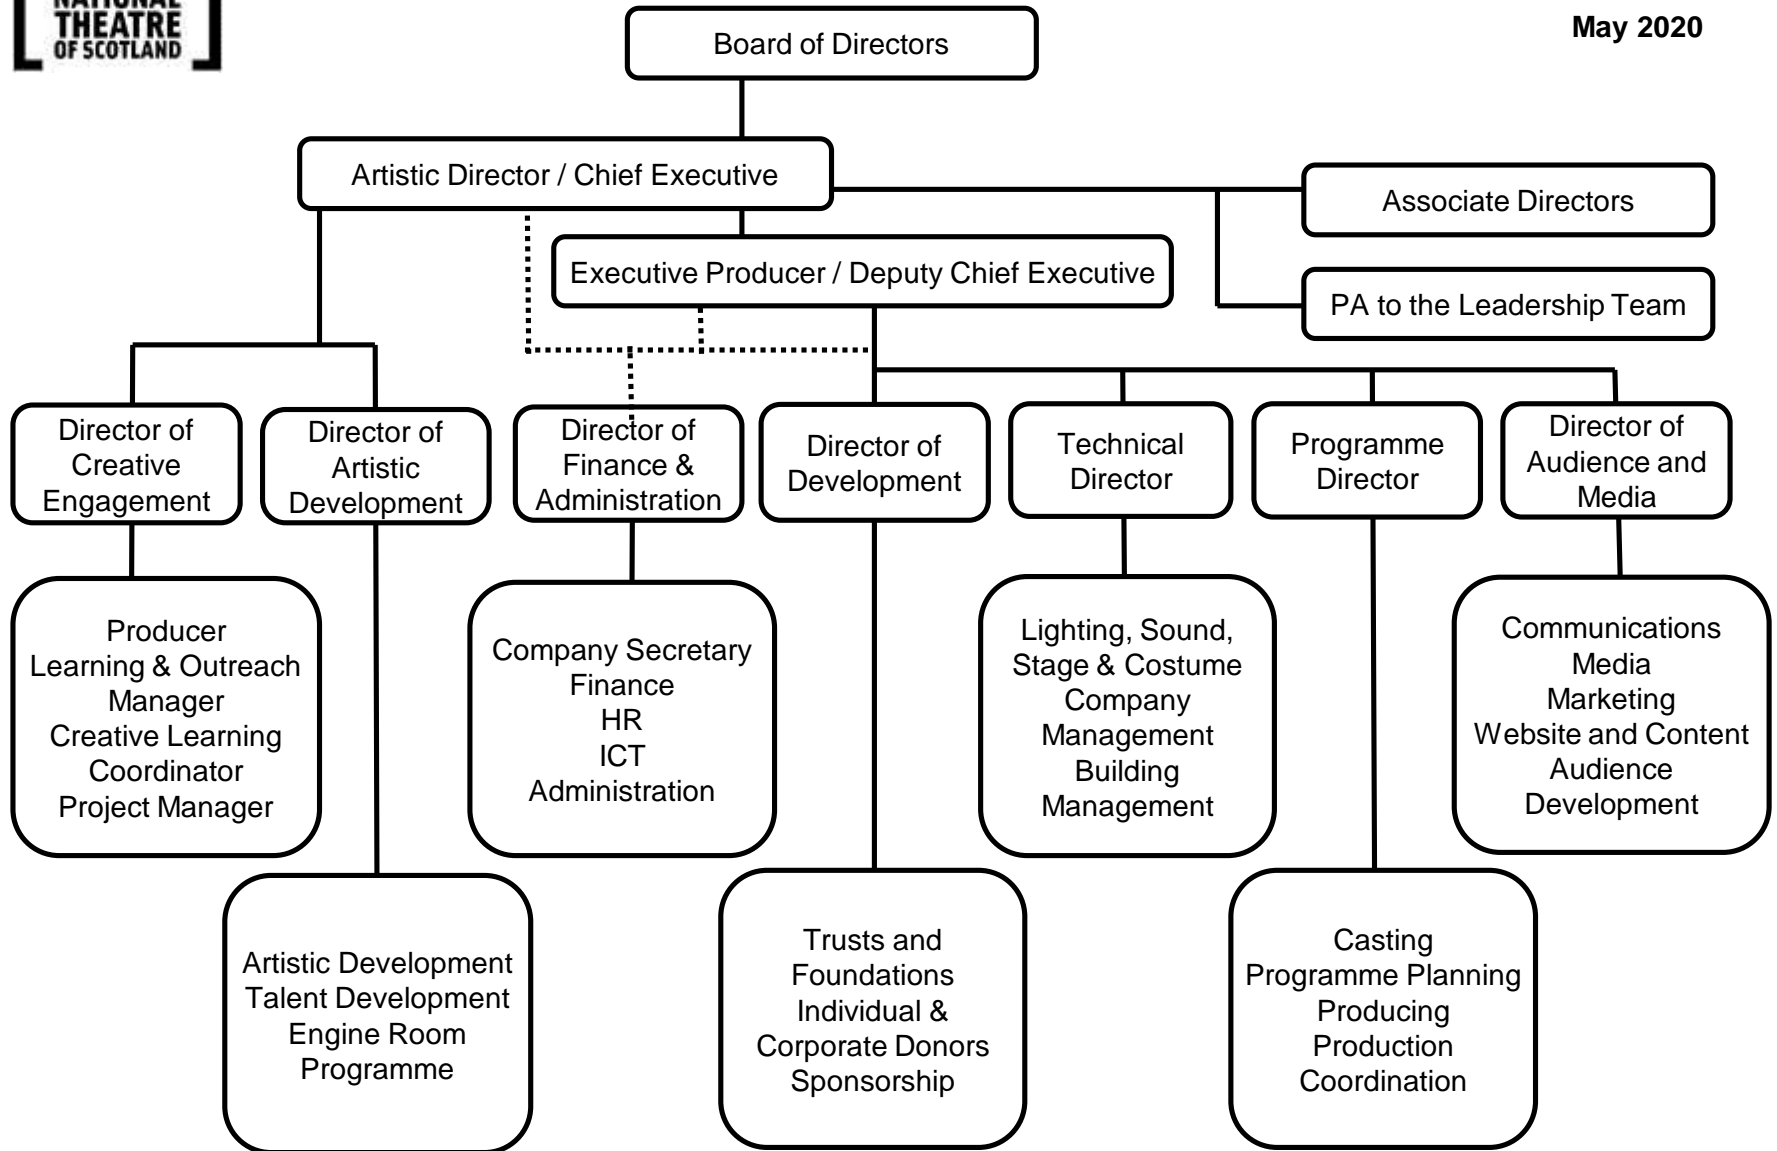 NATIONAL
THEATRE
OF SCOTLAND
May 2020
Board of Directors
Artistic Director / Chief Executive
Associate Directors
Executive Producer / Deputy Chief Executive
PA to the Leadership Team
Director of
Creative
Engagement
Director of
Artistic
Development
Director of
Finance &
Administration
Director of
Development
Technical
Director
Programme
Director
Director of
Audience and
Media
Producer
Learning & Outreach
Manager
Creative Learning
Coordinator
Project Manager
Company Secretary
Finance
HR
ICT
Administration
Lighting, Sound,
Stage & Costume
Company
Management
Building
Management
Communications
Media
Marketing
Website and Content
Audience
Development
Artistic Development
Talent Development
Engine Room
Programme
Trusts and
Foundations
Individual &
Corporate Donors
Sponsorship
Casting
Programme Planning
Producing
Production
Coordination